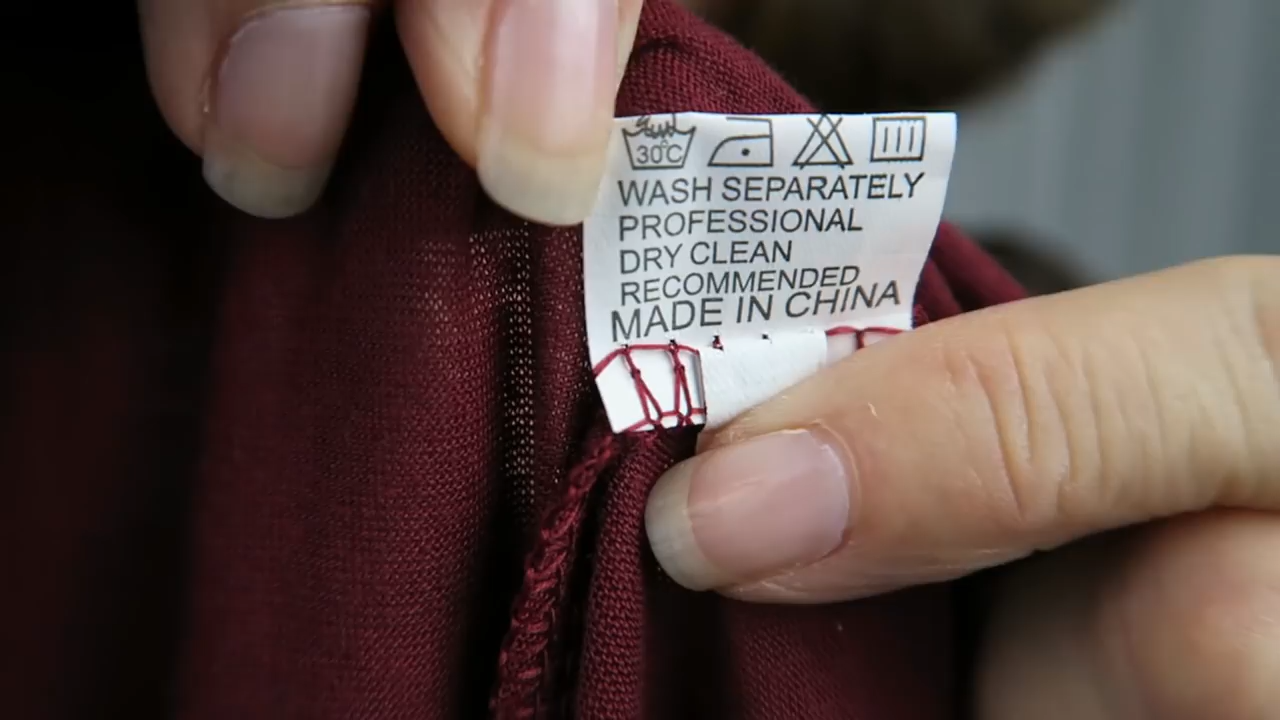 30°C
WASH SEPARATELY
PROFESSIONAL
DRY CLEAN
RECOMMENDED
MADE IN CHINA